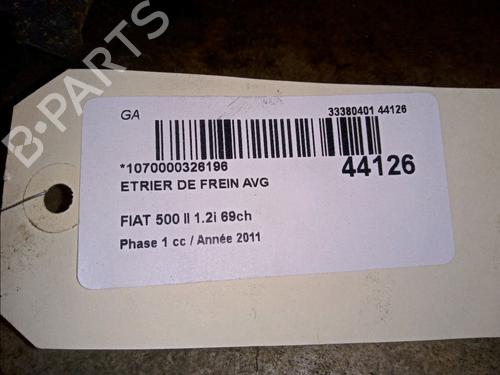 GA
33380401 44126
*1070000326196
44126
ETRIER DE FREIN AVG
FIAT 500 II 1.2i 69ch
Phase 1 cc / Année 2011
B-PARTS